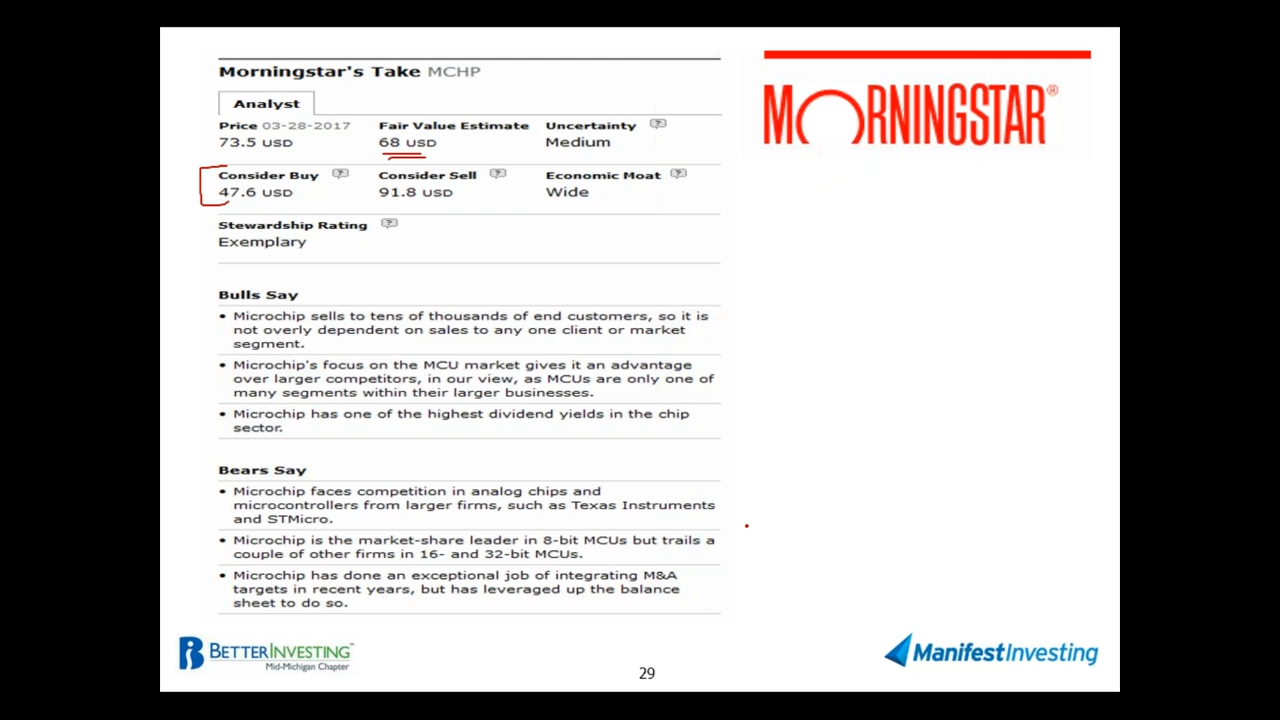 Morningstar's Take MCHP
MORNINGSTAR®
Analyst
Price 03-28-2017 Fair Value Estimate Uncertainty
73.5 USD 68 USD Medium
Consider Buy Consider Sell Economic Moat
47.6 USD 91.8 USD Wide
Stewardship Rating
Exemplary
Bulls Say
• Microchip sells to tens of thousands of end customers, so it is
not overly dependent on sales to any one client or market
segment.
• Microchip's focus on the MCU market gives it an advantage
over larger competitors, in our view, as MCUs are only one of
many segments within their larger businesses.
• Microchip has one of the highest dividend yields in the chip
sector.
Bears Say
• Microchip faces competition in analog chips and
microcontrollers from larger firms, such as Texas Instruments
and STMicro.
• Microchip is the market-share leader in 8-bit MCUs but trails a
couple of other firms in 16- and 32-bit MCUs.
• Microchip has done an exceptional job of integrating M&A
targets in recent years, but has leveraged up the balance
sheet to do so.
BETTERINVESTING™
Mid-Michigan Chapter
29
ManifestInvesting